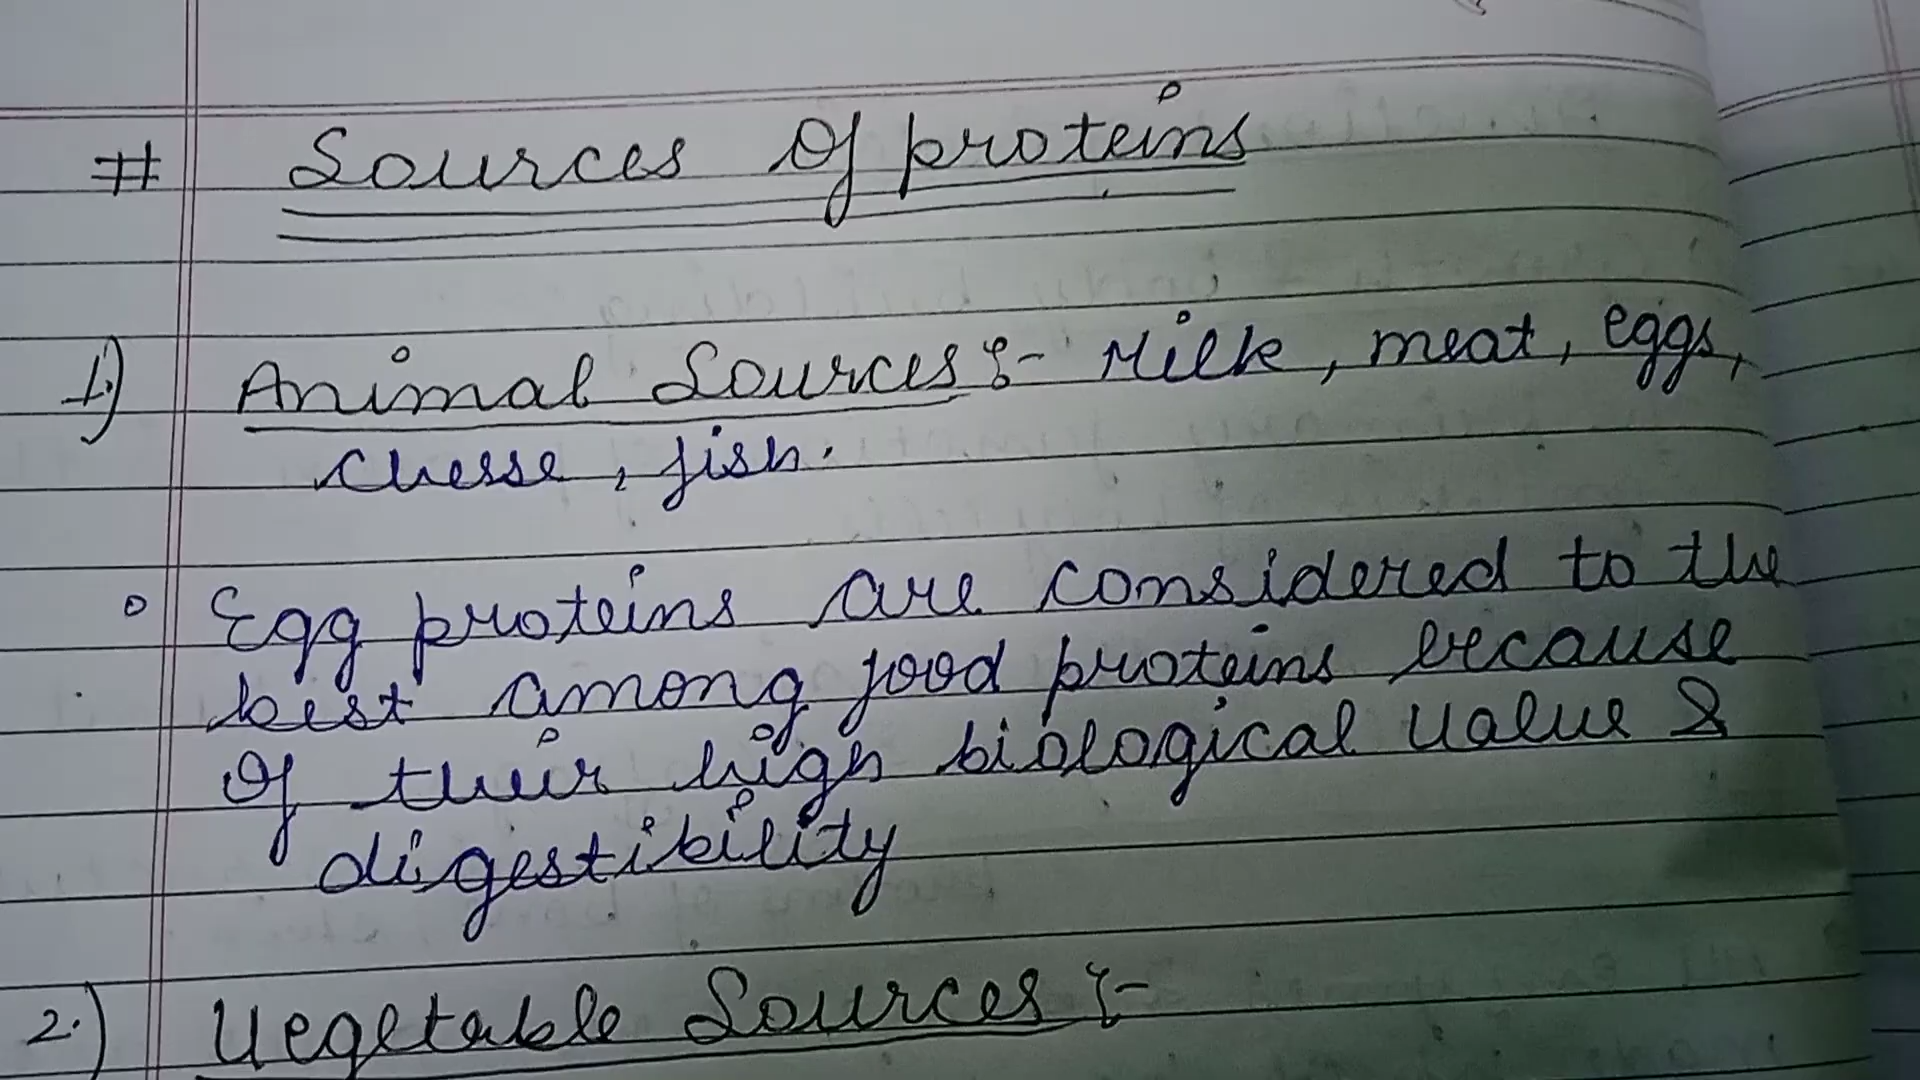 # Sources Of proteins
1.) Animal Sources :- Milk, meat, eggs,
chesse, fish.
Egg proteins are considered to the
best among food proteins because
Of their high biological value &
digestibility
2.) Vegetable Sources :-